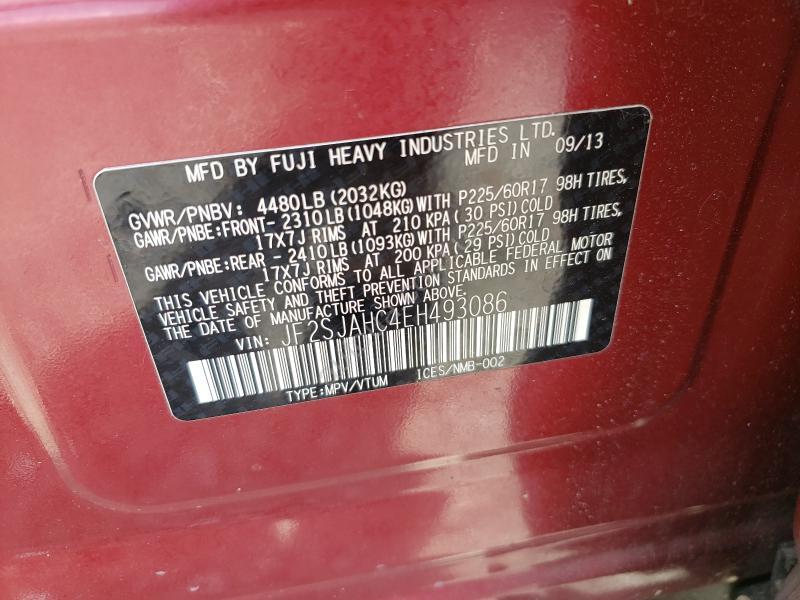 MFD BY FUJI HEAVY INDUSTRIES LTD.
MFD IN 09/13
GVWR/PNBV: 4480LB (2032KG)
GAWR/PNBE:FRONT- 2310LB (1048KG) WITH P225/60R17 98H TIRES,
17X7J RIMS AT 210 KPA( 30 PSI)COLD
GAWR/PNBE:REAR - 2410LB (1093KG) WITH P225/60R17 98H TIRES,
17X7J RIMS AT 200 KPA( 29 PSI)COLD
THIS VEHICLE CONFORMS TO ALL APPLICABLE FEDERAL MOTOR
VEHICLE SAFETY AND THEFT PREVENTION STANDARDS IN EFFECT ON
THE DATE OF MANUFACTURE SHOWN ABOVE.
VIN: JF2SJAHC4EH493086
TYPE:MPV/VTUM ICES/NMB-002